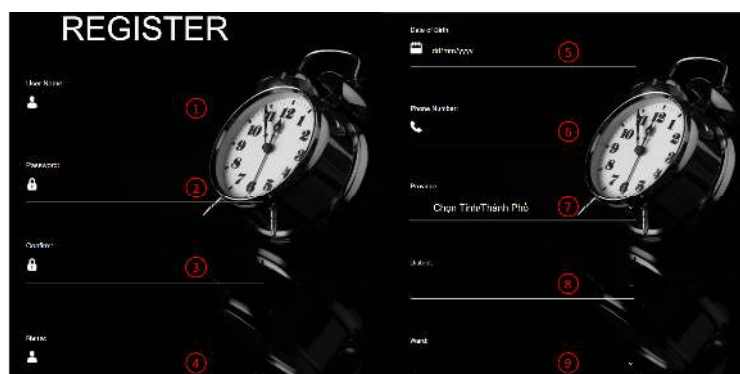 REGISTER
User Name:
1
Password:
2
Confirm:
3
Name:
4
Date of Birth:
dd/mm/yyyy
5
Phone Number:
6
Province:
Chọn Tỉnh/Thành Phố
7
District:
8
Ward:
9